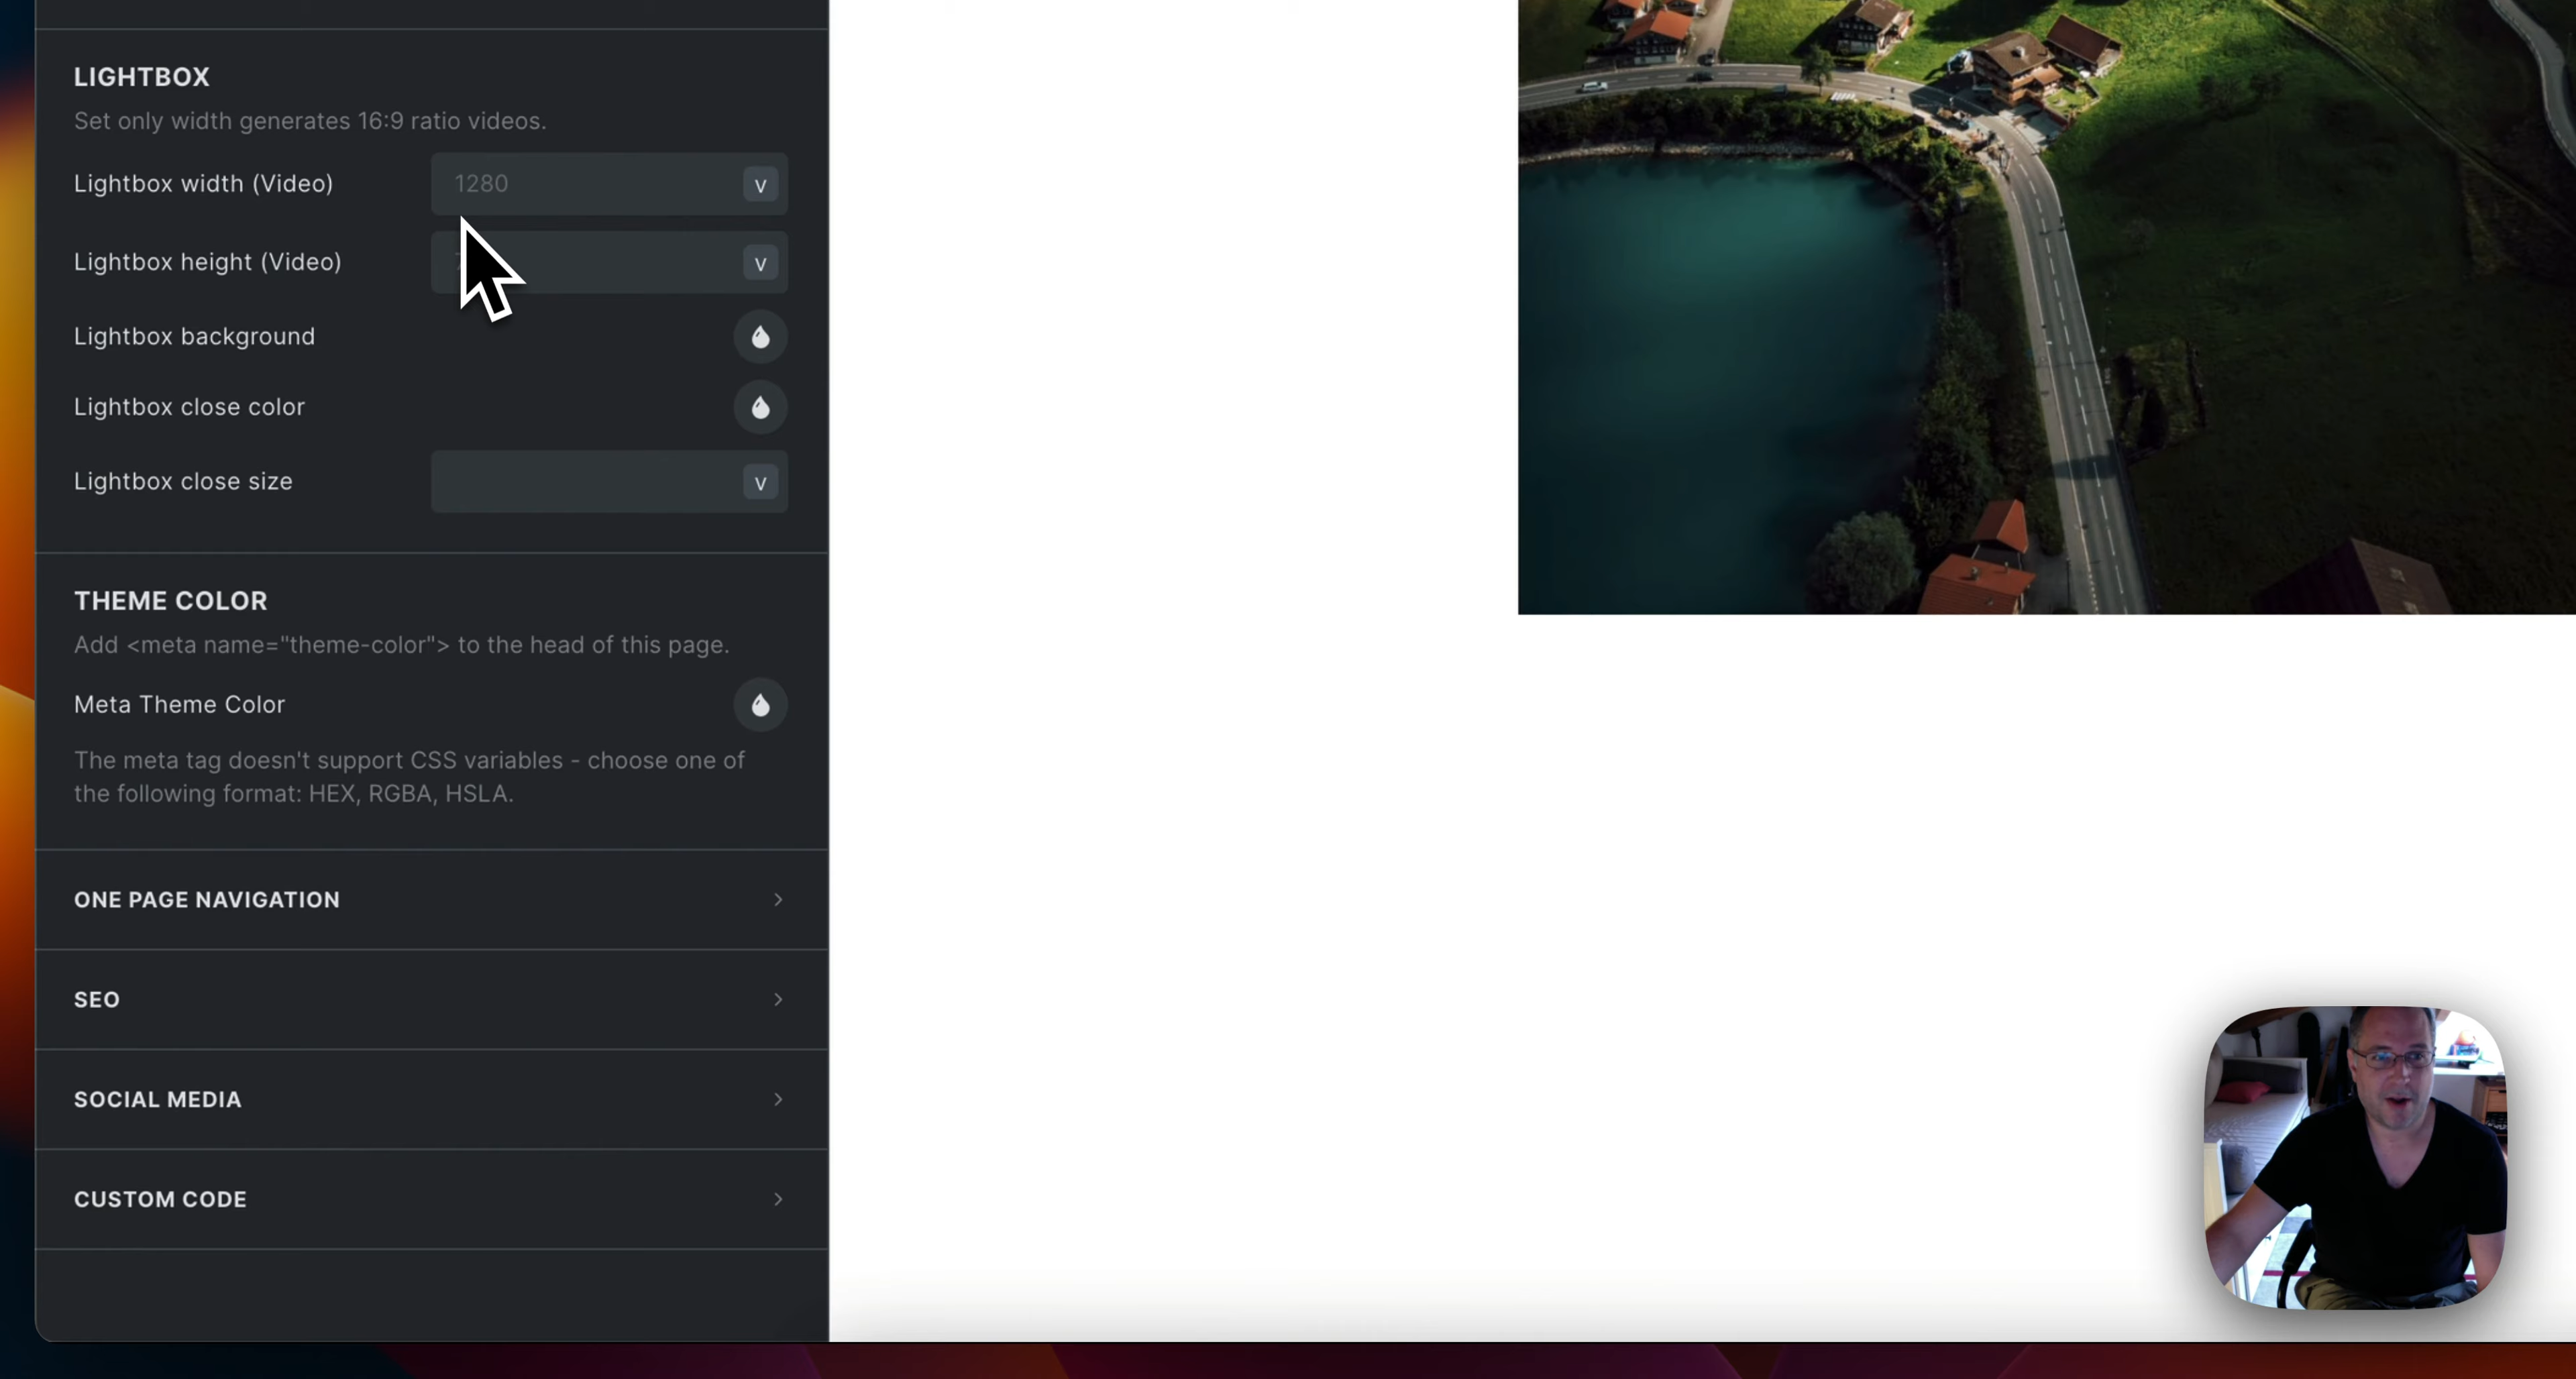 LIGHTBOX
Set only width generates 16:9 ratio videos.
Lightbox width (Video) 1280 v
Lightbox height (Video) v
Lightbox background
Lightbox close color
Lightbox close size v
THEME COLOR
Add <meta name="theme-color"> to the head of this page.
Meta Theme Color
The meta tag doesn't support CSS variables - choose one of
the following format: HEX, RGBA, HSLA.
ONE PAGE NAVIGATION
SEO
SOCIAL MEDIA
CUSTOM CODE